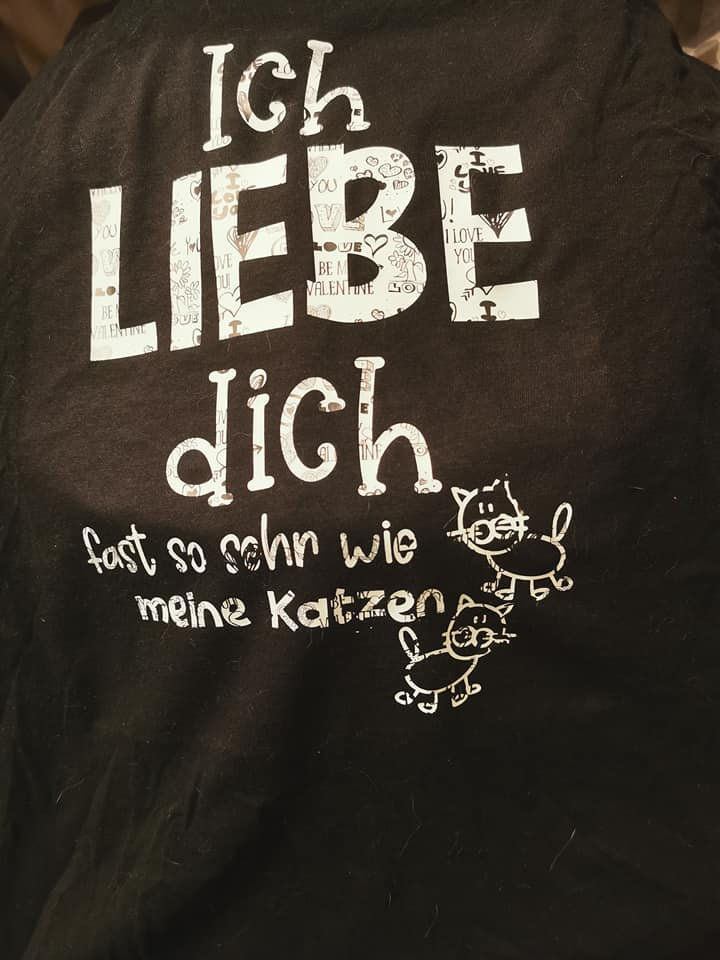 Ich
LIEBE
dich
fast so sehr wie
meine Katzen